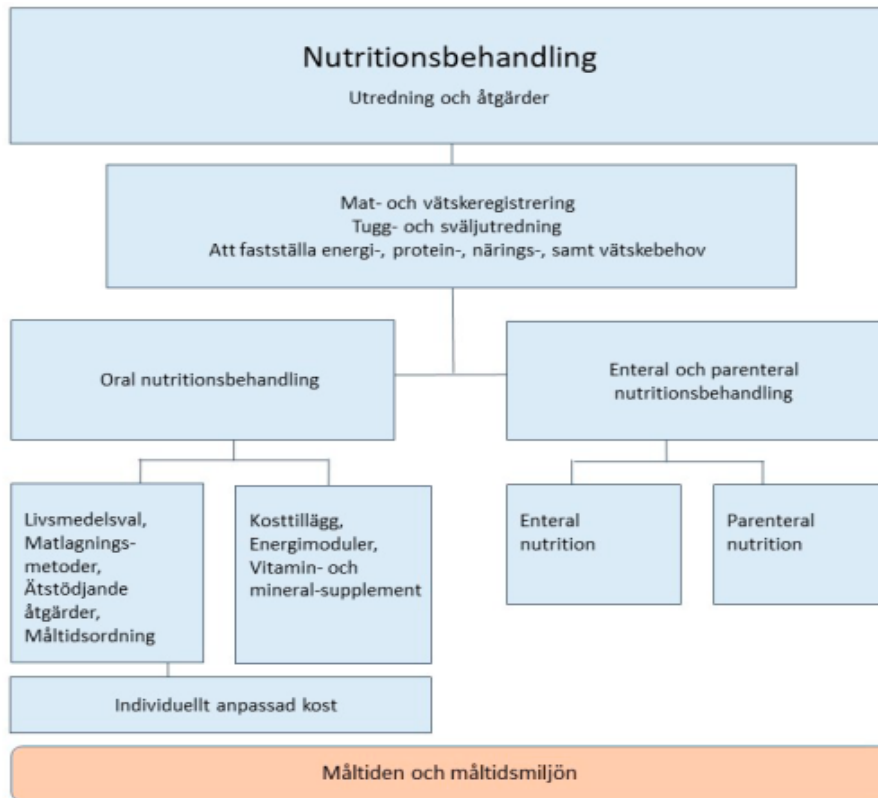 Nutritionsbehandling
Utredning och åtgärder
Mat- och vätskeregistrering
Tugg- och sväljutredning
Att fastställa energi-, protein-, närings-, samt vätskebehov
Oral nutritionsbehandling
Enteral och parenteral
nutritionsbehandling
Livsmedelsval,
Matlagnings-
metoder,
Ätstödjande
åtgärder,
Måltidsordning
Kosttillägg,
Energimoduler,
Vitamin- och
mineral-supplement
Enteral
nutrition
Parenteral
nutrition
Individuellt anpassad kost
Måltiden och måltidsmiljön